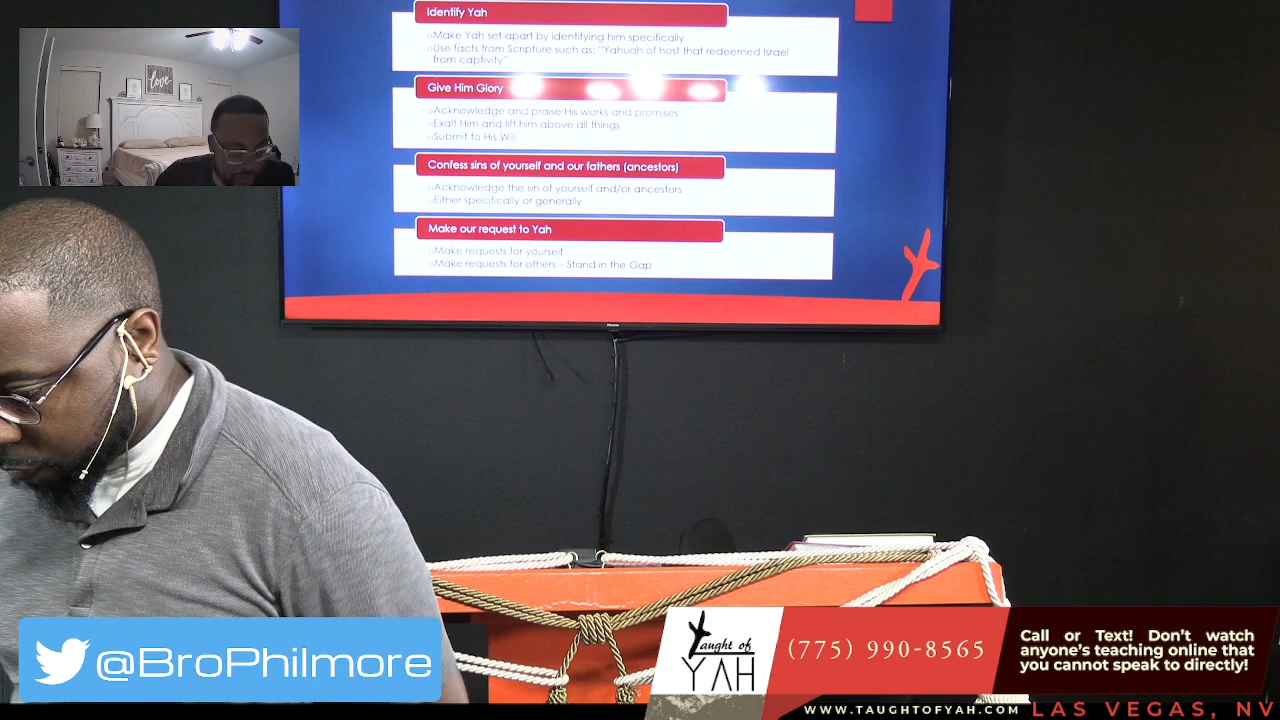 love
Identify Yah
Make Yah set apart by identifying him specifically
Use facts from Scripture such as: "Yahuah of host that redeemed Israel
from captivity"
Give Him Glory
Acknowledge and praise His works and promises
Exalt Him and lift him above all things
Submit to His Will
Confess sins of yourself and our fathers (ancestors)
Acknowledge the sin of yourself and/or ancestors
Either specifically or generally
Make our request to Yah
Make requests for yourself
Make requests for others – Stand in the Gap
Hisense
@BroPhilmore
Taught of
YAH
(775) 990-8565
Call or Text! Don't watch
anyone's teaching online that
you cannot speak to directly!
WWW.TAUGHTOFYAH.COM
LAS VEGAS, NV